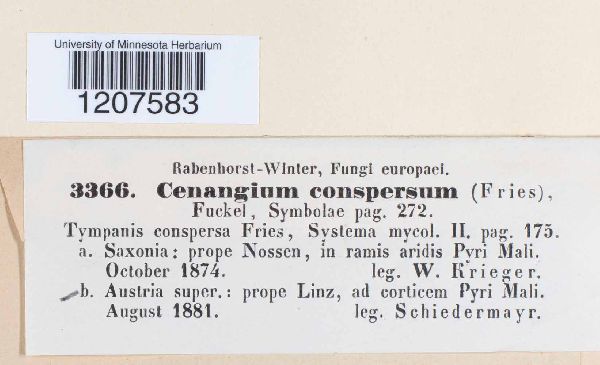 University of Minnesota Herbarium
1207583
Rabenhorst-Winter, Fungi europaei.
3366. Cenangium conspersum (Fries),
Fuckel, Symbolae pag. 272.
Tympanis conspersa Fries, Systema mycol. II. pag. 175.
a. Saxonia: prope Nossen, in ramis aridis Pyri Mali.
October 1874. leg. W. Krieger.
b. Austria super.: prope Linz, ad corticem Pyri Mali.
August 1881. leg. Schiedermayr.